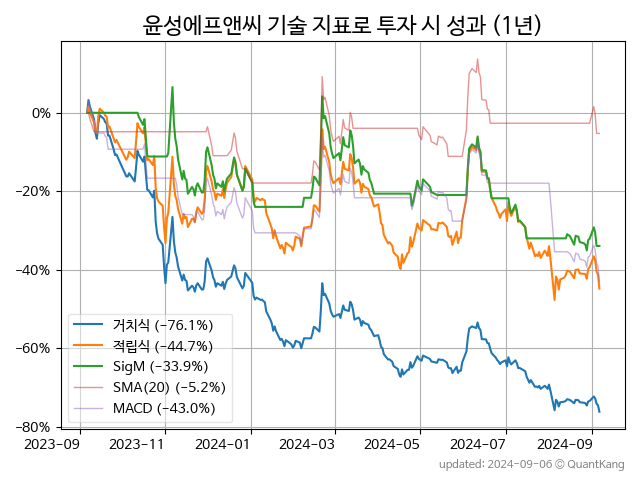 윤성에프앤씨 기술 지표로 투자 시 성과 (1년)
0%
−20%
−40%
−60%
−80%
거치식 (−76.1%)
적립식 (−44.7%)
SigM (−33.9%)
SMA(20) (−5.2%)
MACD (−43.0%)
2023−09 2023−11 2024−01 2024−03 2024−05 2024−07 2024−09
updated: 2024−09−06 © QuantKang